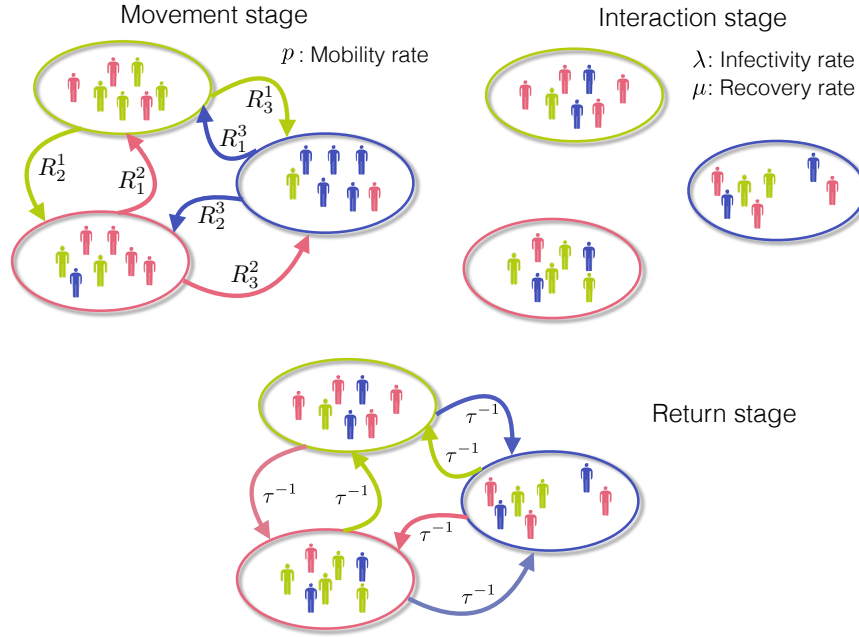 Movement stage
p : Mobility rate
R_3^1
R_1^3
R_2^1
R_1^2
R_2^3
R_3^2
Interaction stage
λ: Infectivity rate
μ: Recovery rate
Return stage
τ⁻¹
τ⁻¹
τ⁻¹
τ⁻¹
τ⁻¹
τ⁻¹